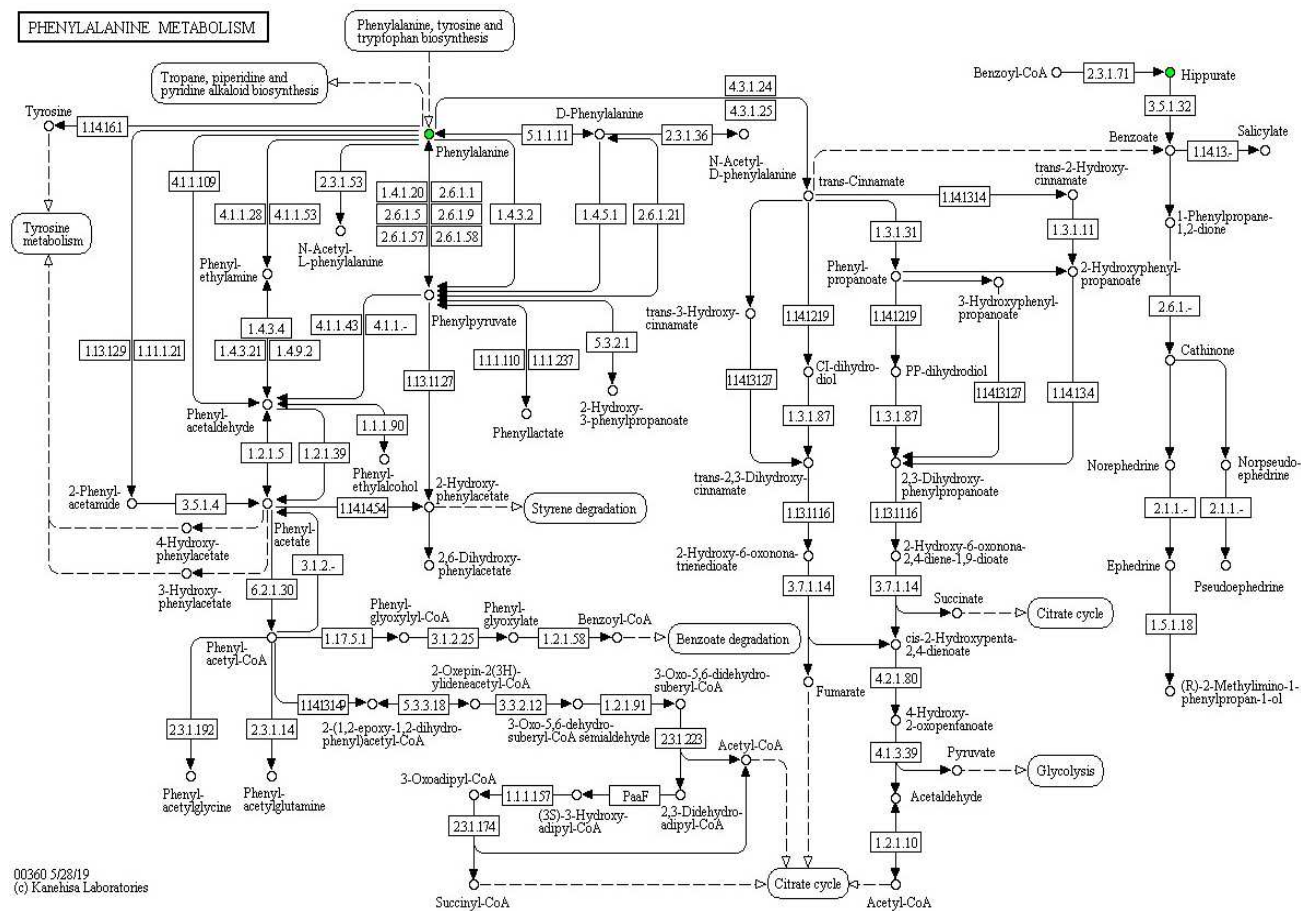 PHENYLALANINE METABOLISM
Phenylalanine, tyrosine and
tryptophan biosynthesis
Tropane, piperidine and
pyridine alkaloid biosynthesis
Benzoyl-CoA
2.3.1.71
Hippurate
4.3.1.24
4.3.1.25
3.5.1.32
Tyrosine
1.14.16.1
Phenylalanine
5.1.1.11
D-Phenylalanine
2.3.1.36
N-Acetyl-
D-phenylalanine
Benzoate
1.14.13.-
Salicylate
4.1.1.109
4.1.1.28
4.1.1.53
2.3.1.53
N-Acetyl-
L-phenylalanine
1.4.1.20
2.6.1.1
2.6.1.5
2.6.1.9
2.6.1.57
2.6.1.58
1.4.3.2
1.4.5.1
2.6.1.21
trans-Cinnamate
1.14.13.14
trans-2-Hydroxy-
cinnamate
1.3.1.31
1.3.1.11
1-Phenylpropane-
1,2-dione
Tyrosine
metabolism
Phenyl-
ethylamine
Phenylpyruvate
Phenyl-
propanoate
2-Hydroxyphenyl-
propanoate
3-Hydroxyphenyl-
propanoate
trans-3-Hydroxy-
cinnamate
1.14.12.19
1.14.12.19
2.6.1.-
1.13.12.9
1.11.1.21
1.4.3.4
1.4.3.21
1.4.9.2
4.1.1.43
4.1.1.-
1.13.11.27
1.1.1.110
1.1.1.237
5.3.2.1
Phenyllactate
2-Hydroxy-
3-phenylpropanoate
1.14.13.127
CI-dihydro-
diol
PP-dihydrodiol
1.14.13.127
1.14.13.4
Cathinone
Phenyl-
acetaldehyde
1.1.1.90
Phenyl-
ethylalcohol
1.2.1.5
1.2.1.39
1.3.1.87
1.3.1.87
Norephedrine
Norpseudo-
ephedrine
trans-2,3-Dihydroxy-
cinnamate
2,3-Dihydroxy-
phenylpropanoate
2-Phenyl-
acetamide
3.5.1.4
Phenyl-
acetate
1.14.14.54
2-Hydroxy-
phenylacetate
Styrene degradation
1.13.11.16
1.13.11.16
2.1.1.-
2.1.1.-
4-Hydroxy-
phenylacetate
3-Hydroxy-
phenylacetate
3.1.2.-
6.2.1.30
2,6-Dihydroxy-
phenylacetate
2-Hydroxy-6-oxonona-
trienedioate
2-Hydroxy-6-oxonona-
2,4-diene-1,9-dioate
Ephedrine
Pseudoephedrine
3.7.1.14
3.7.1.14
Succinate
Citrate cycle
1.5.1.18
Phenyl-
acetyl-CoA
1.17.5.1
Phenyl-
glyoxylyl-CoA
3.1.2.25
Phenyl-
glyoxylate
1.2.1.58
Benzoyl-CoA
Benzoate degradation
cis-2-Hydroxypenta-
2,4-dienoate
4.2.1.80
Fumarate
(R)-2-Methylimino-1-
phenylpropan-1-ol
1.14.13.149
2-(1,2-epoxy-1,2-dihydro-
phenyl)acetyl-CoA
5.3.3.18
2-Oxepin-2(3H)-
ylideneacetyl-CoA
3.3.2.12
3-Oxo-5,6-dehydro-
suberyl-CoA semialdehyde
1.2.1.91
3-Oxo-5,6-didehydro-
suberyl-CoA
2.3.1.223
Acetyl-CoA
4-Hydroxy-
2-oxopentanoate
4.1.3.39
Pyruvate
Glycolysis
Acetaldehyde
2.3.1.192
2.3.1.14
Phenyl-
acetylglycine
Phenyl-
acetylglutamine
3-Oxoadipyl-CoA
1.1.1.157
(3S)-3-Hydroxy-
adipyl-CoA
PaaF
2,3-Didehydro-
adipyl-CoA
2.3.1.174
1.2.1.10
Succinyl-CoA
Citrate cycle
Acetyl-CoA
00360 5/28/19
(c) Kanehisa Laboratories